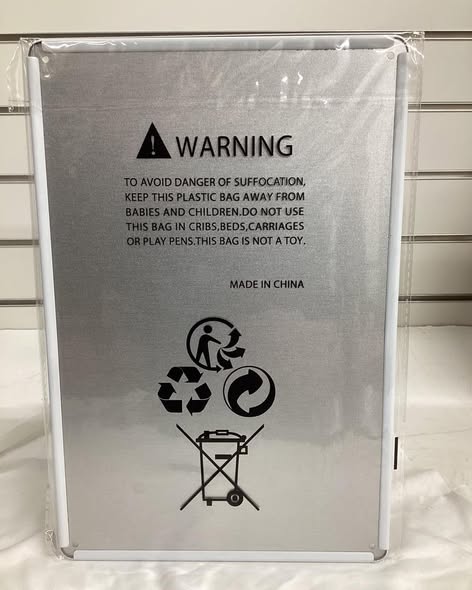 WARNING
TO AVOID DANGER OF SUFFOCATION,
KEEP THIS PLASTIC BAG AWAY FROM
BABIES AND CHILDREN.DO NOT USE
THIS BAG IN CRIBS,BEDS,CARRIAGES
OR PLAY PENS.THIS BAG IS NOT A TOY.
MADE IN CHINA